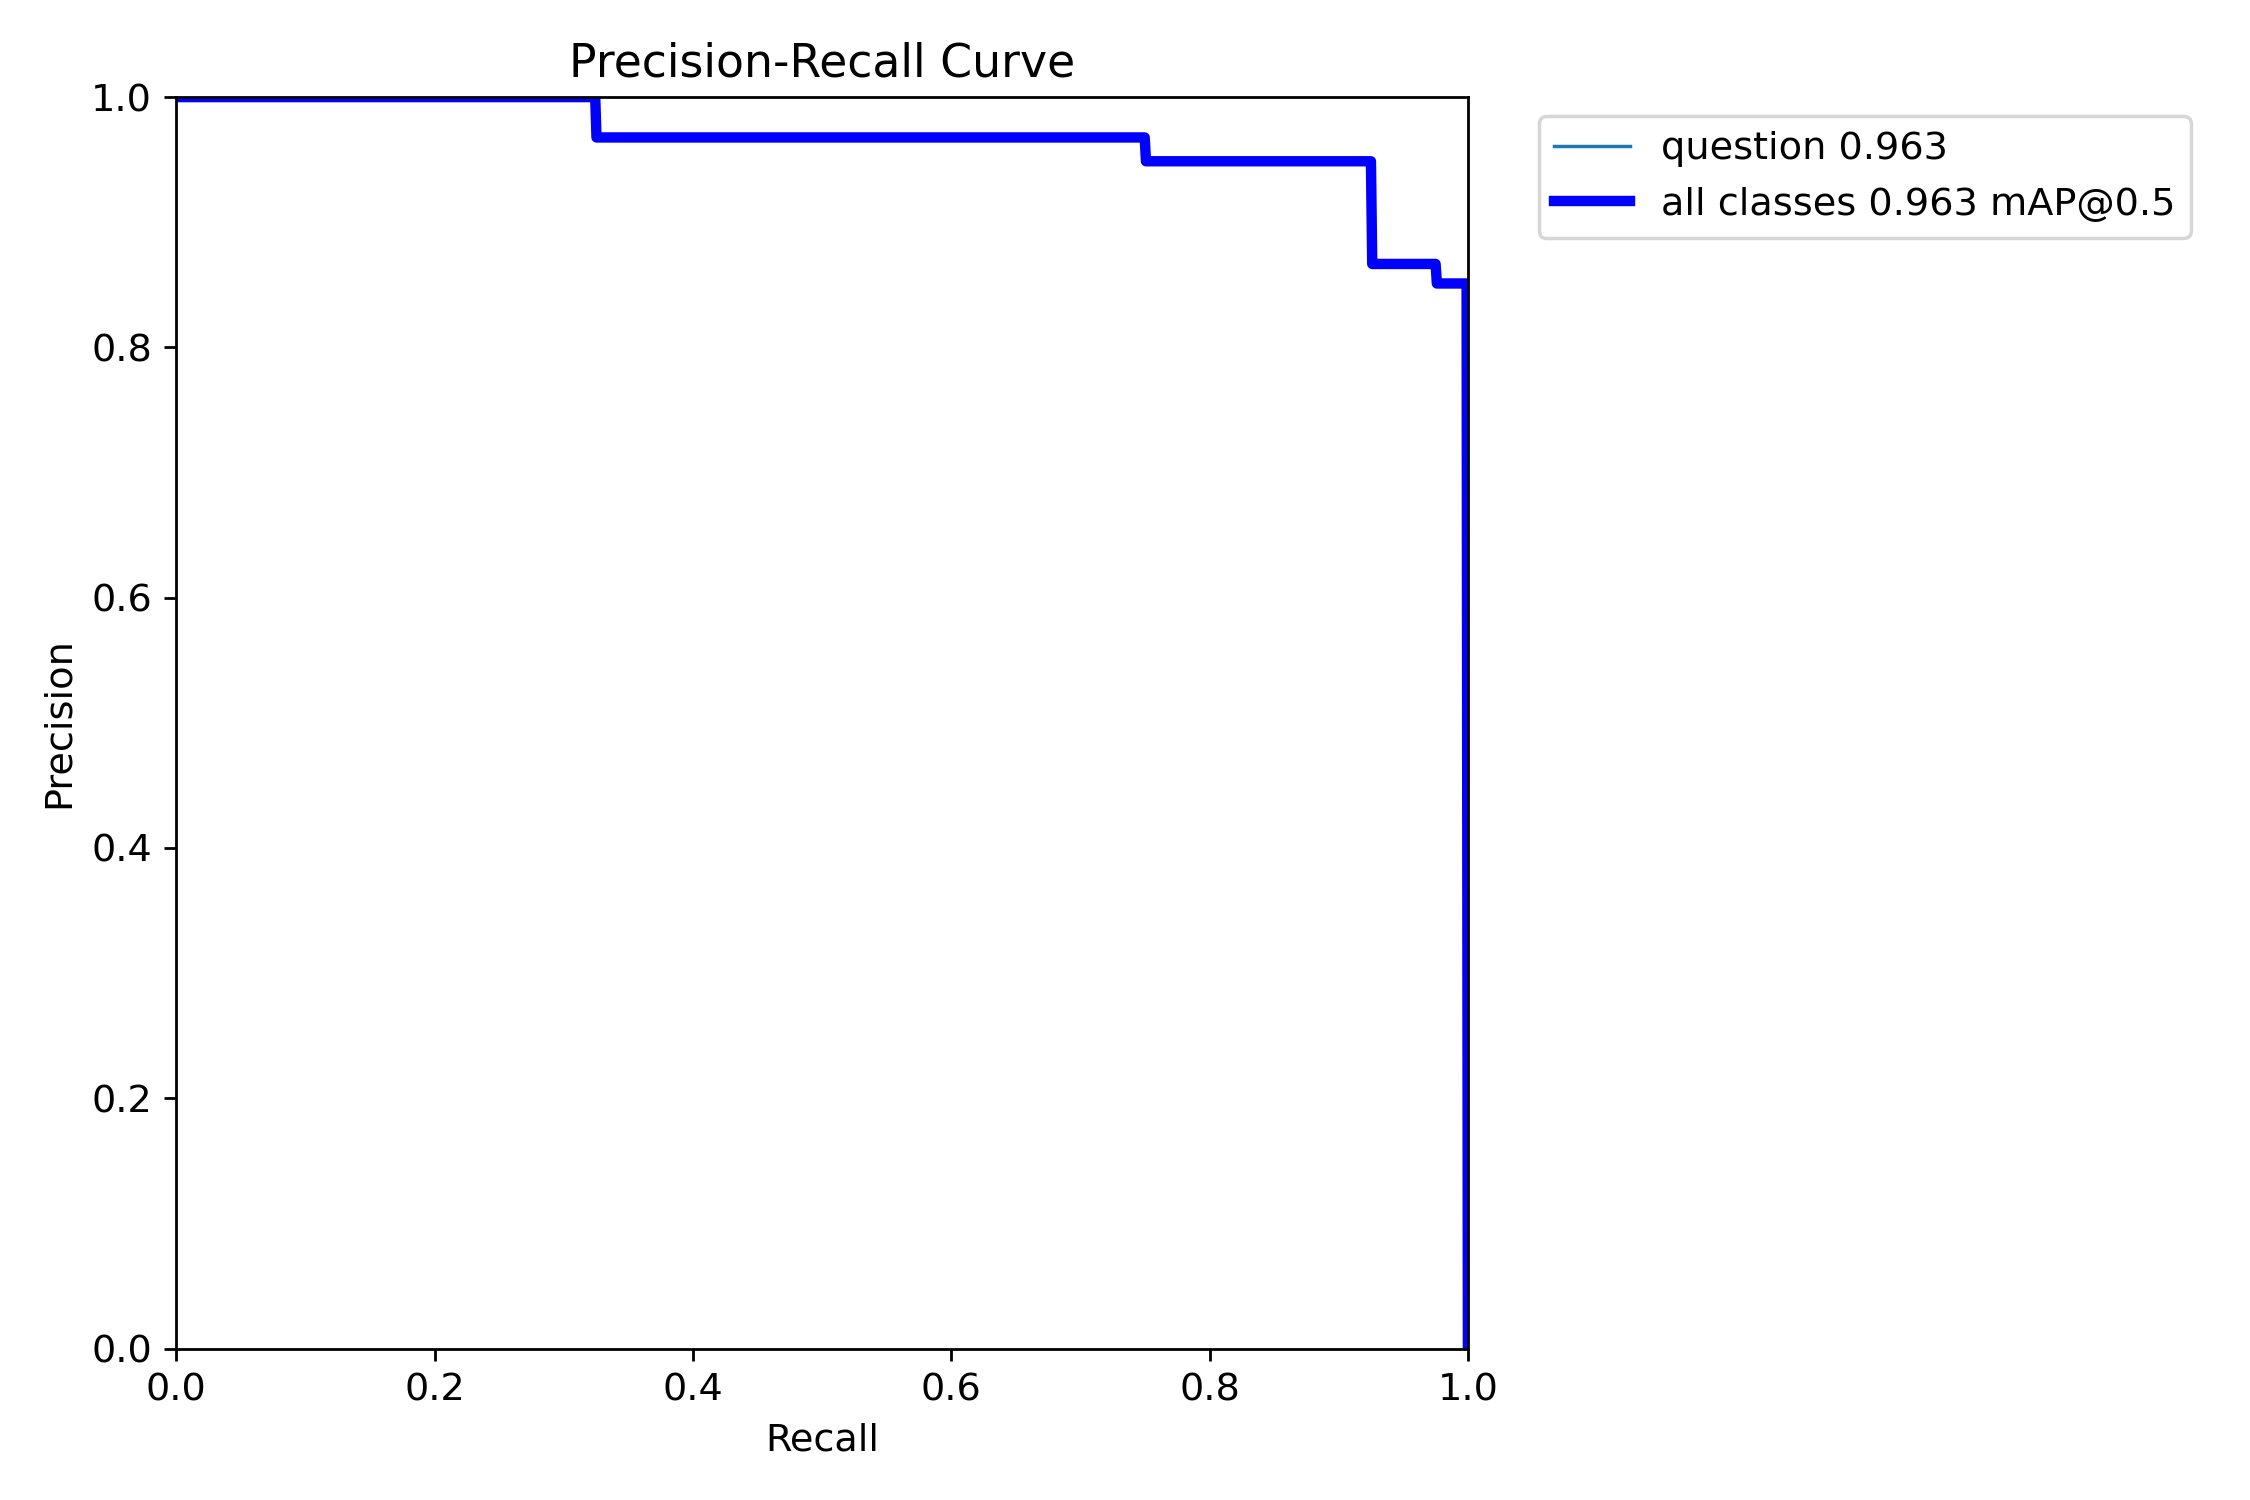 Precision-Recall Curve
1.0
0.8
0.6
0.4
0.2
0.0
Precision
0.0 0.2 0.4 0.6 0.8 1.0
Recall
question 0.963
all classes 0.963 mAP@0.5